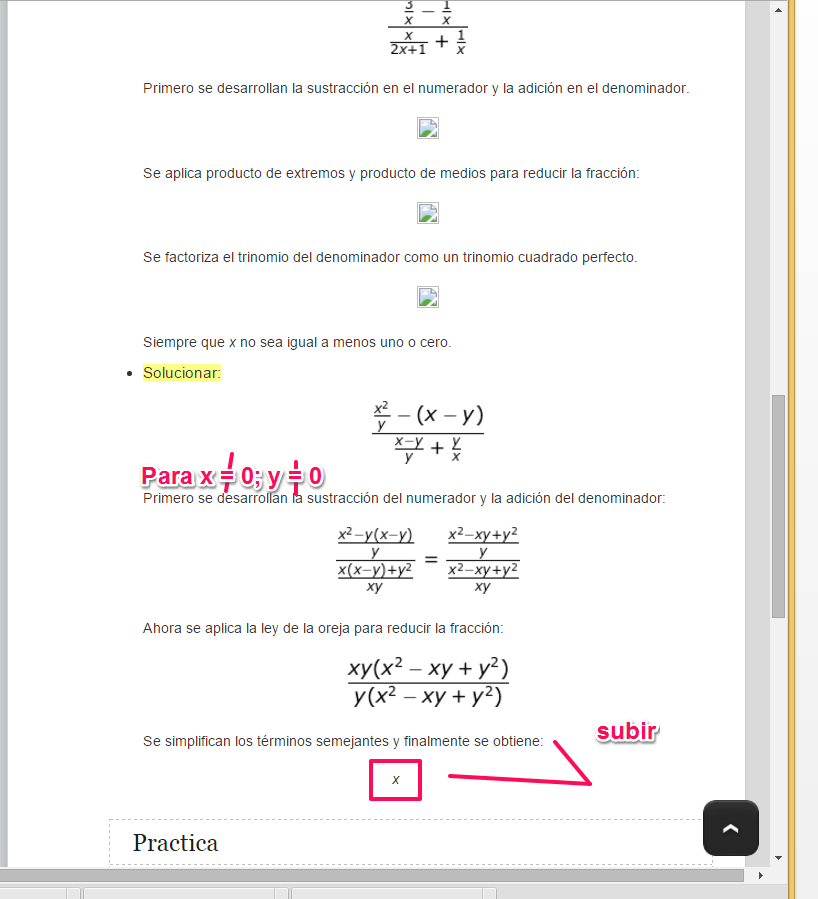 3/x − 1/x
x/2x+1 + 1/x
Primero se desarrollan la sustracción en el numerador y la adición en el denominador.
Se aplica producto de extremos y producto de medios para reducir la fracción:
Se factoriza el trinomio del denominador como un trinomio cuadrado perfecto.
Siempre que x no sea igual a menos uno o cero.
• Solucionar:
x²/y − (x − y)
x−y/y + y/x
Para x ≠ 0; y ≠ 0
Primero se desarrollan la sustracción del numerador y la adición del denominador:
x²−y(x−y)/y = x²−xy+y²/y
x(x−y)+y²/xy x²−xy+y²/xy
Ahora se aplica la ley de la oreja para reducir la fracción:
xy(x² − xy + y²)
y(x² − xy + y²)
subir
Se simplifican los términos semejantes y finalmente se obtiene:
x
Practica